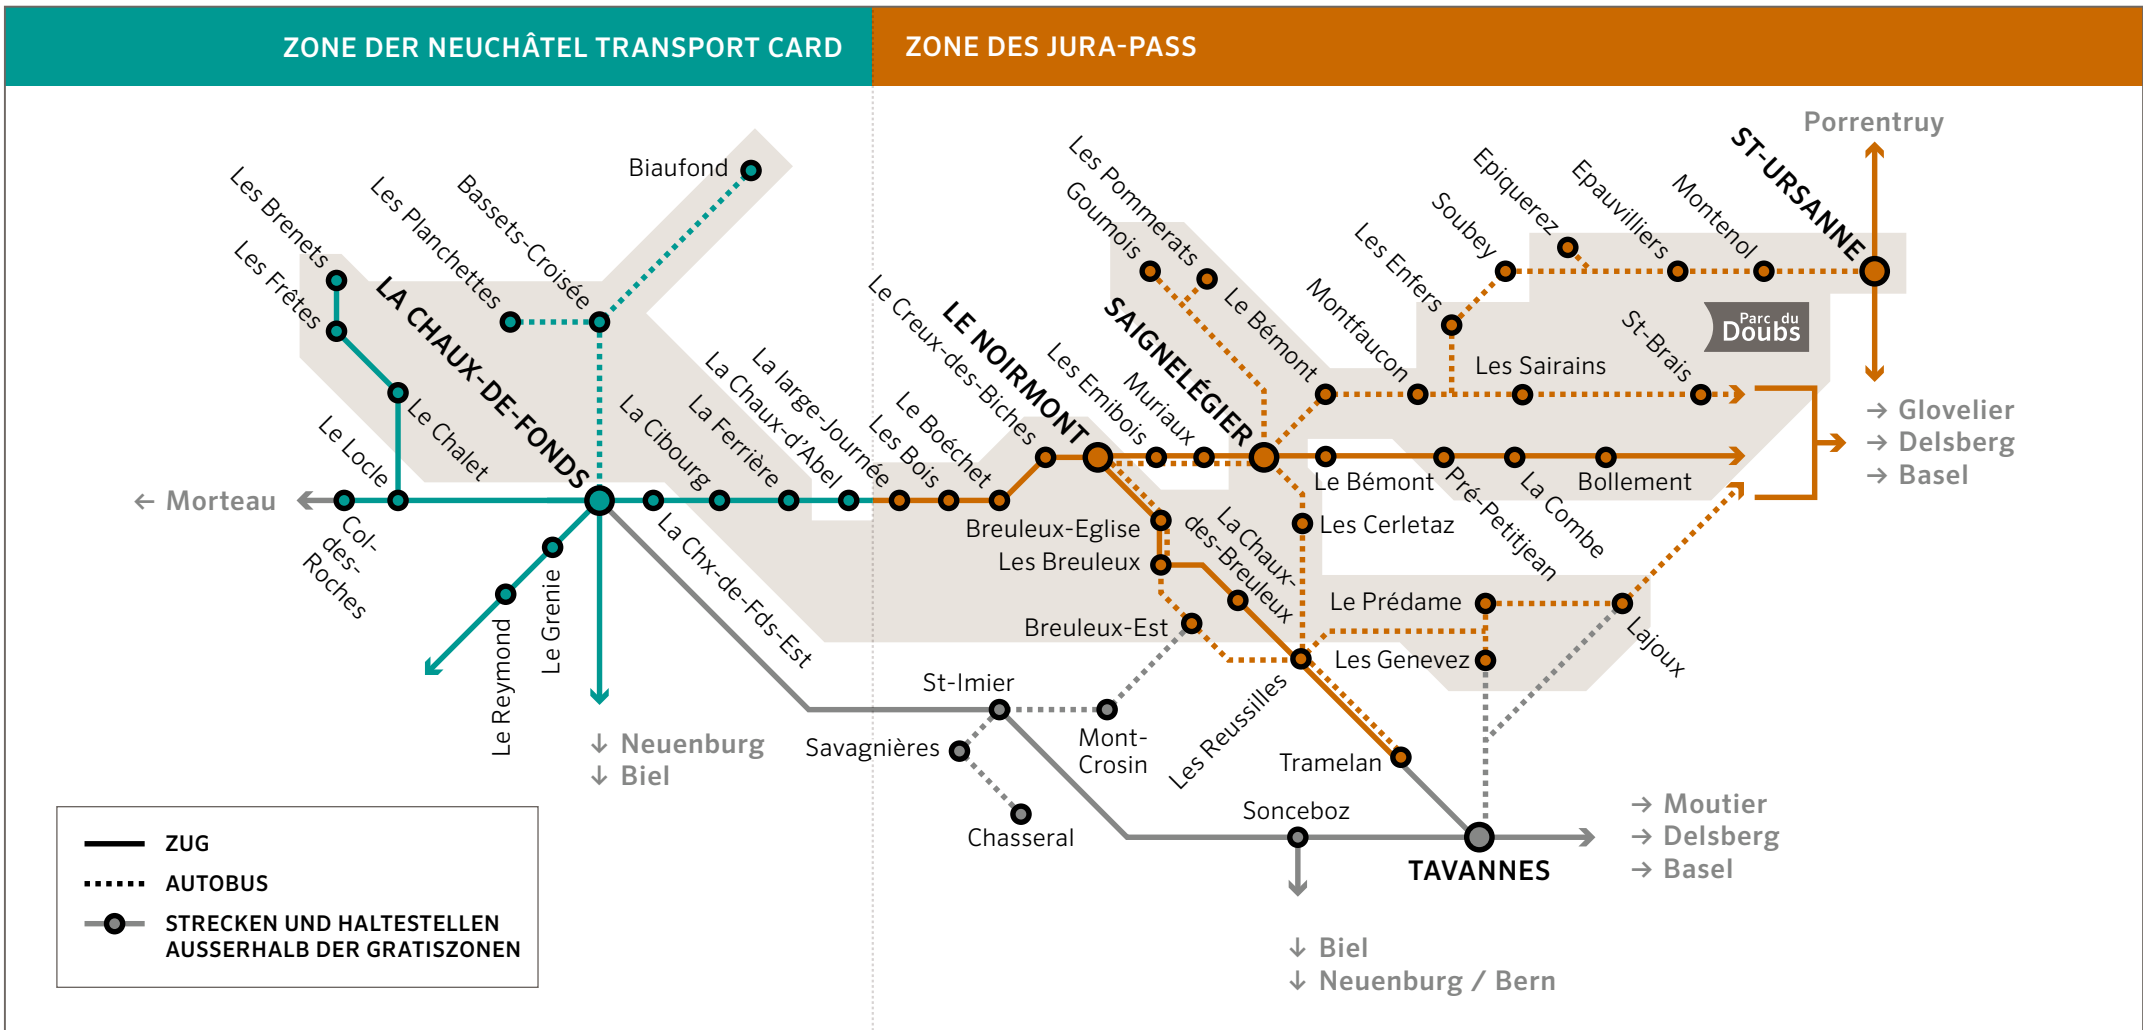 ZONE DER NEUCHÂTEL TRANSPORT CARD
ZONE DES JURA-PASS
Porrentruy
ST-URSANNE
Biaufond
Les Brenets
Les Frêtes
Les Planchettes
Bassets-Croisée
LA CHAUX-DE-FONDS
Le Locle
Le Chalet
← Morteau
Col-
des-
Roches
Le Reymond
Le Grenie
La Cibourg
La Ferrière
La Chaux-d'Abel
La large-Journée
Les Bois
Le Boéchet
Le Creux-des-Biches
La Chx-de-Fds-Est
LE NOIRMONT
Les Emibois
Muriaux
SAIGNELÉGIER
Goumois
Les Pommerats
Le Bémont
Montfaucon
Les Enfers
Soubey
Epiquerez
Epauvilliers
Montenol
Parc du
Doubs
Les Sairains
St-Brais
→ Glovelier
→ Delsberg
→ Basel
Le Bémont
Pré-Petitjean
La Combe
Bollement
Breuleux-Eglise
Les Breuleux
La Chaux-
des-Breuleux
Les Cerletaz
Breuleux-Est
Le Prédame
Les Genevez
Lajoux
Les Reussilles
Tramelan
St-Imier
Savagnières
Mont-
Crosin
Chasseral
Sonceboz
TAVANNES
↓ Neuenburg
↓ Biel
→ Moutier
→ Delsberg
→ Basel
↓ Biel
↓ Neuenburg / Bern
ZUG
AUTOBUS
STRECKEN UND HALTESTELLEN
AUSSERHALB DER GRATISZONEN